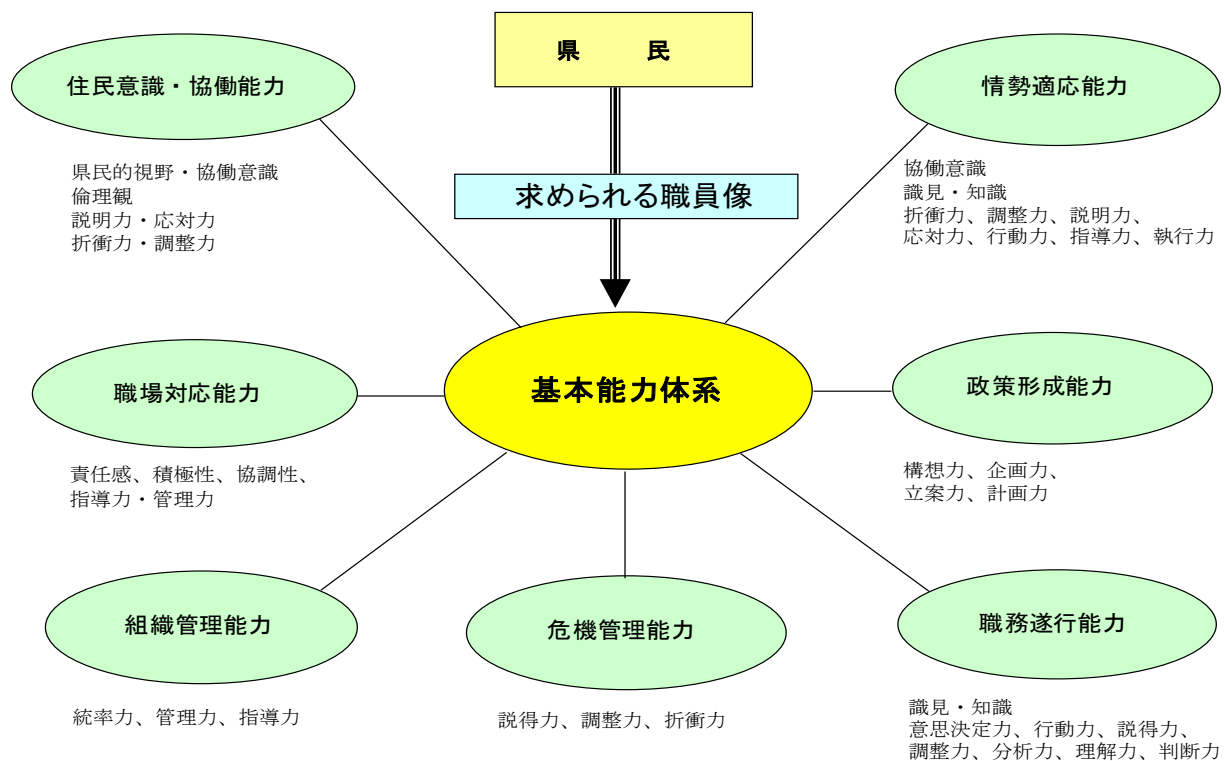 県　民
住民意識・協働能力
県民的視野・協働意識
倫理観
説明力・応対力
折衝力・調整力
求められる職員像
情勢適応能力
協働意識
識見・知識
折衝力、調整力、説明力、
応対力、行動力、指導力、執行力
基本能力体系
職場対応能力
責任感、積極性、協調性、
指導力・管理力
政策形成能力
構想力、企画力、
立案力、計画力
組織管理能力
統率力、管理力、指導力
危機管理能力
説得力、調整力、折衝力
職務遂行能力
識見・知識
意思決定力、行動力、説得力、
調整力、分析力、理解力、判断力